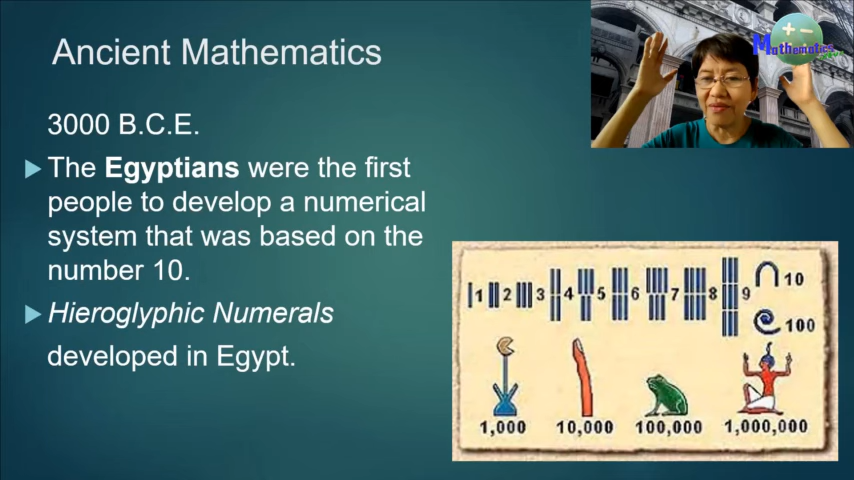 Ancient Mathematics
Mathematics
3000 B.C.E.
The Egyptians were the first
people to develop a numerical
system that was based on the
number 10.
Hieroglyphic Numerals
developed in Egypt.
1 2 3 4 5 6 7 8 9 10
100
1,000 10,000 100,000 1,000,000